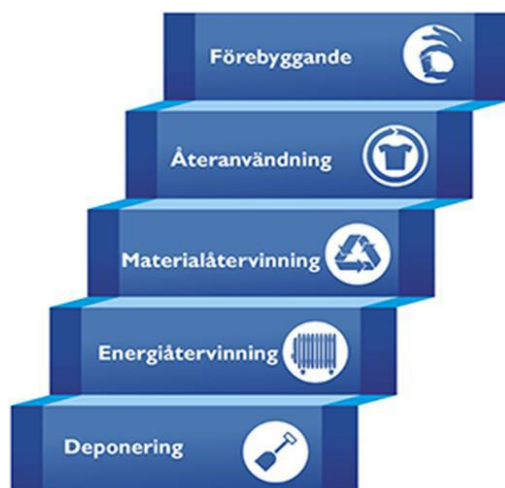 Förebyggande
Återanvändning
Materialåtervinning
Energiåtervinning
Deponering